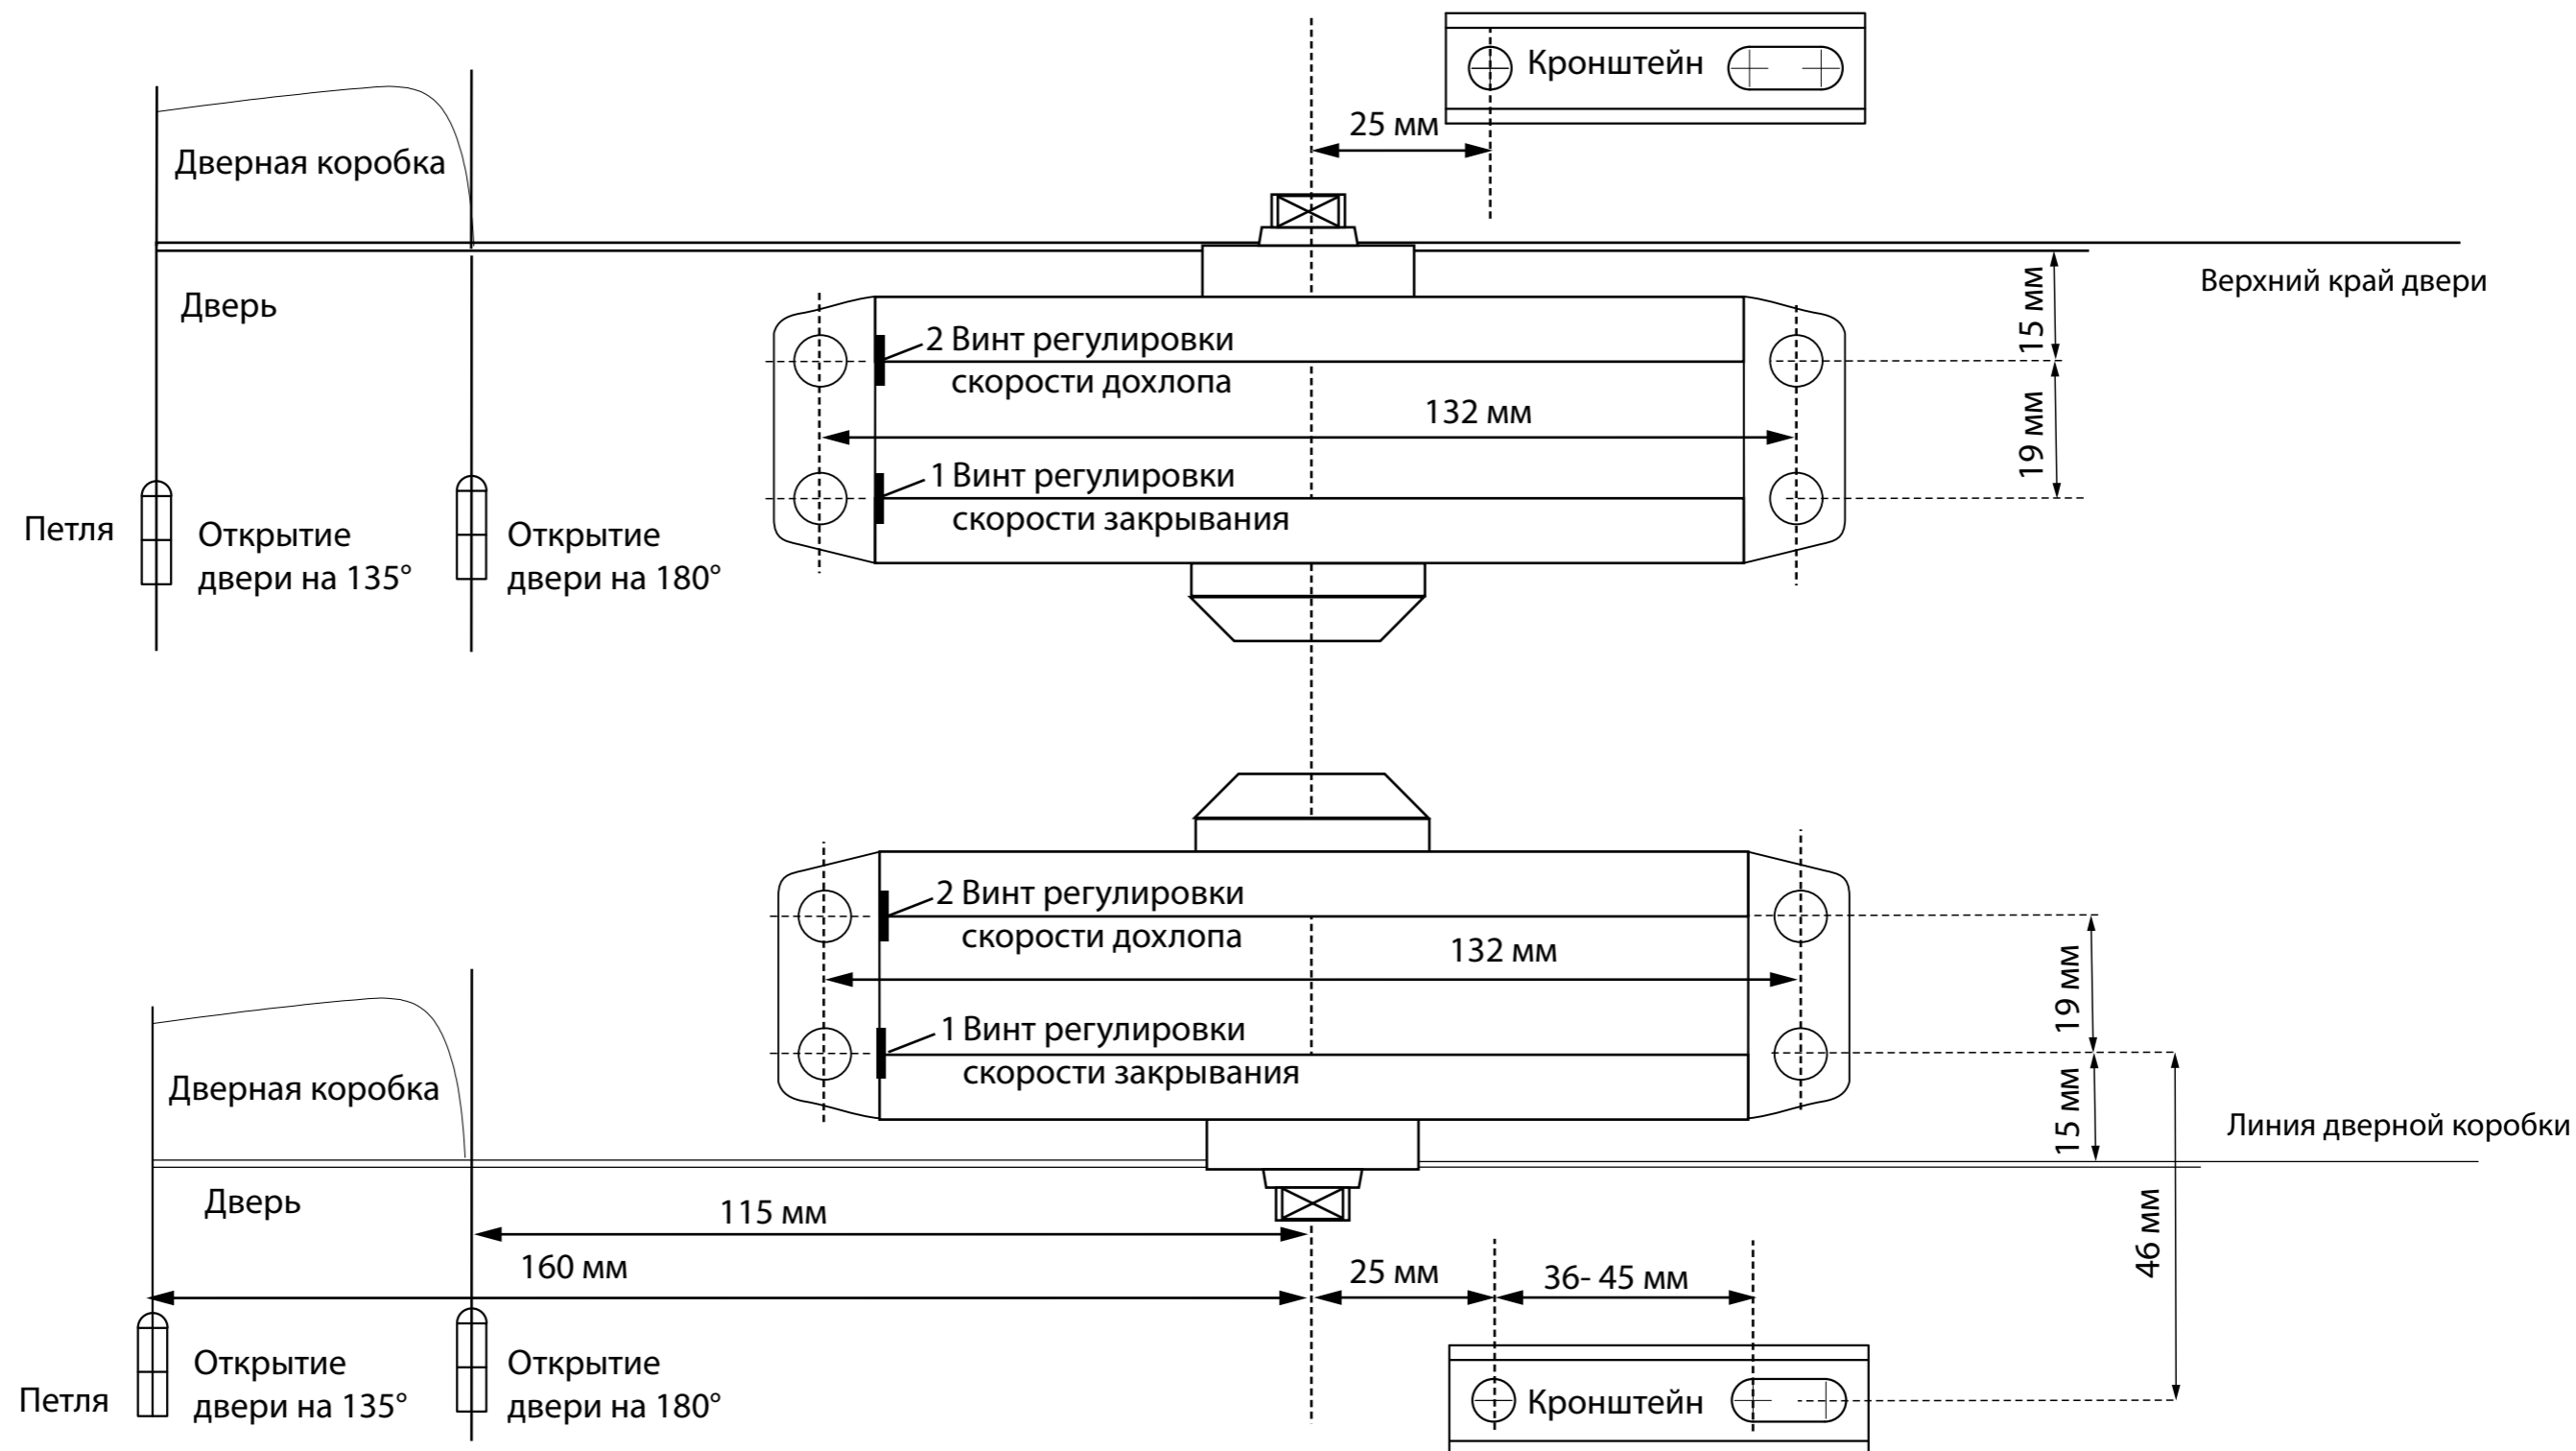 Кронштейн
25 мм
Дверная коробка
Верхний край двери
Дверь
15 мм
2 Винт регулировки
скорости дохлопа
132 мм
19 мм
1 Винт регулировки
скорости закрывания
Петля
Открытие
двери на 135°
Открытие
двери на 180°
2 Винт регулировки
скорости дохлопа
132 мм
19 мм
1 Винт регулировки
скорости закрывания
Дверная коробка
15 мм
Линия дверной коробки
Дверь
115 мм
46 мм
160 мм
25 мм
36- 45 мм
Петля
Открытие
двери на 135°
Открытие
двери на 180°
Кронштейн